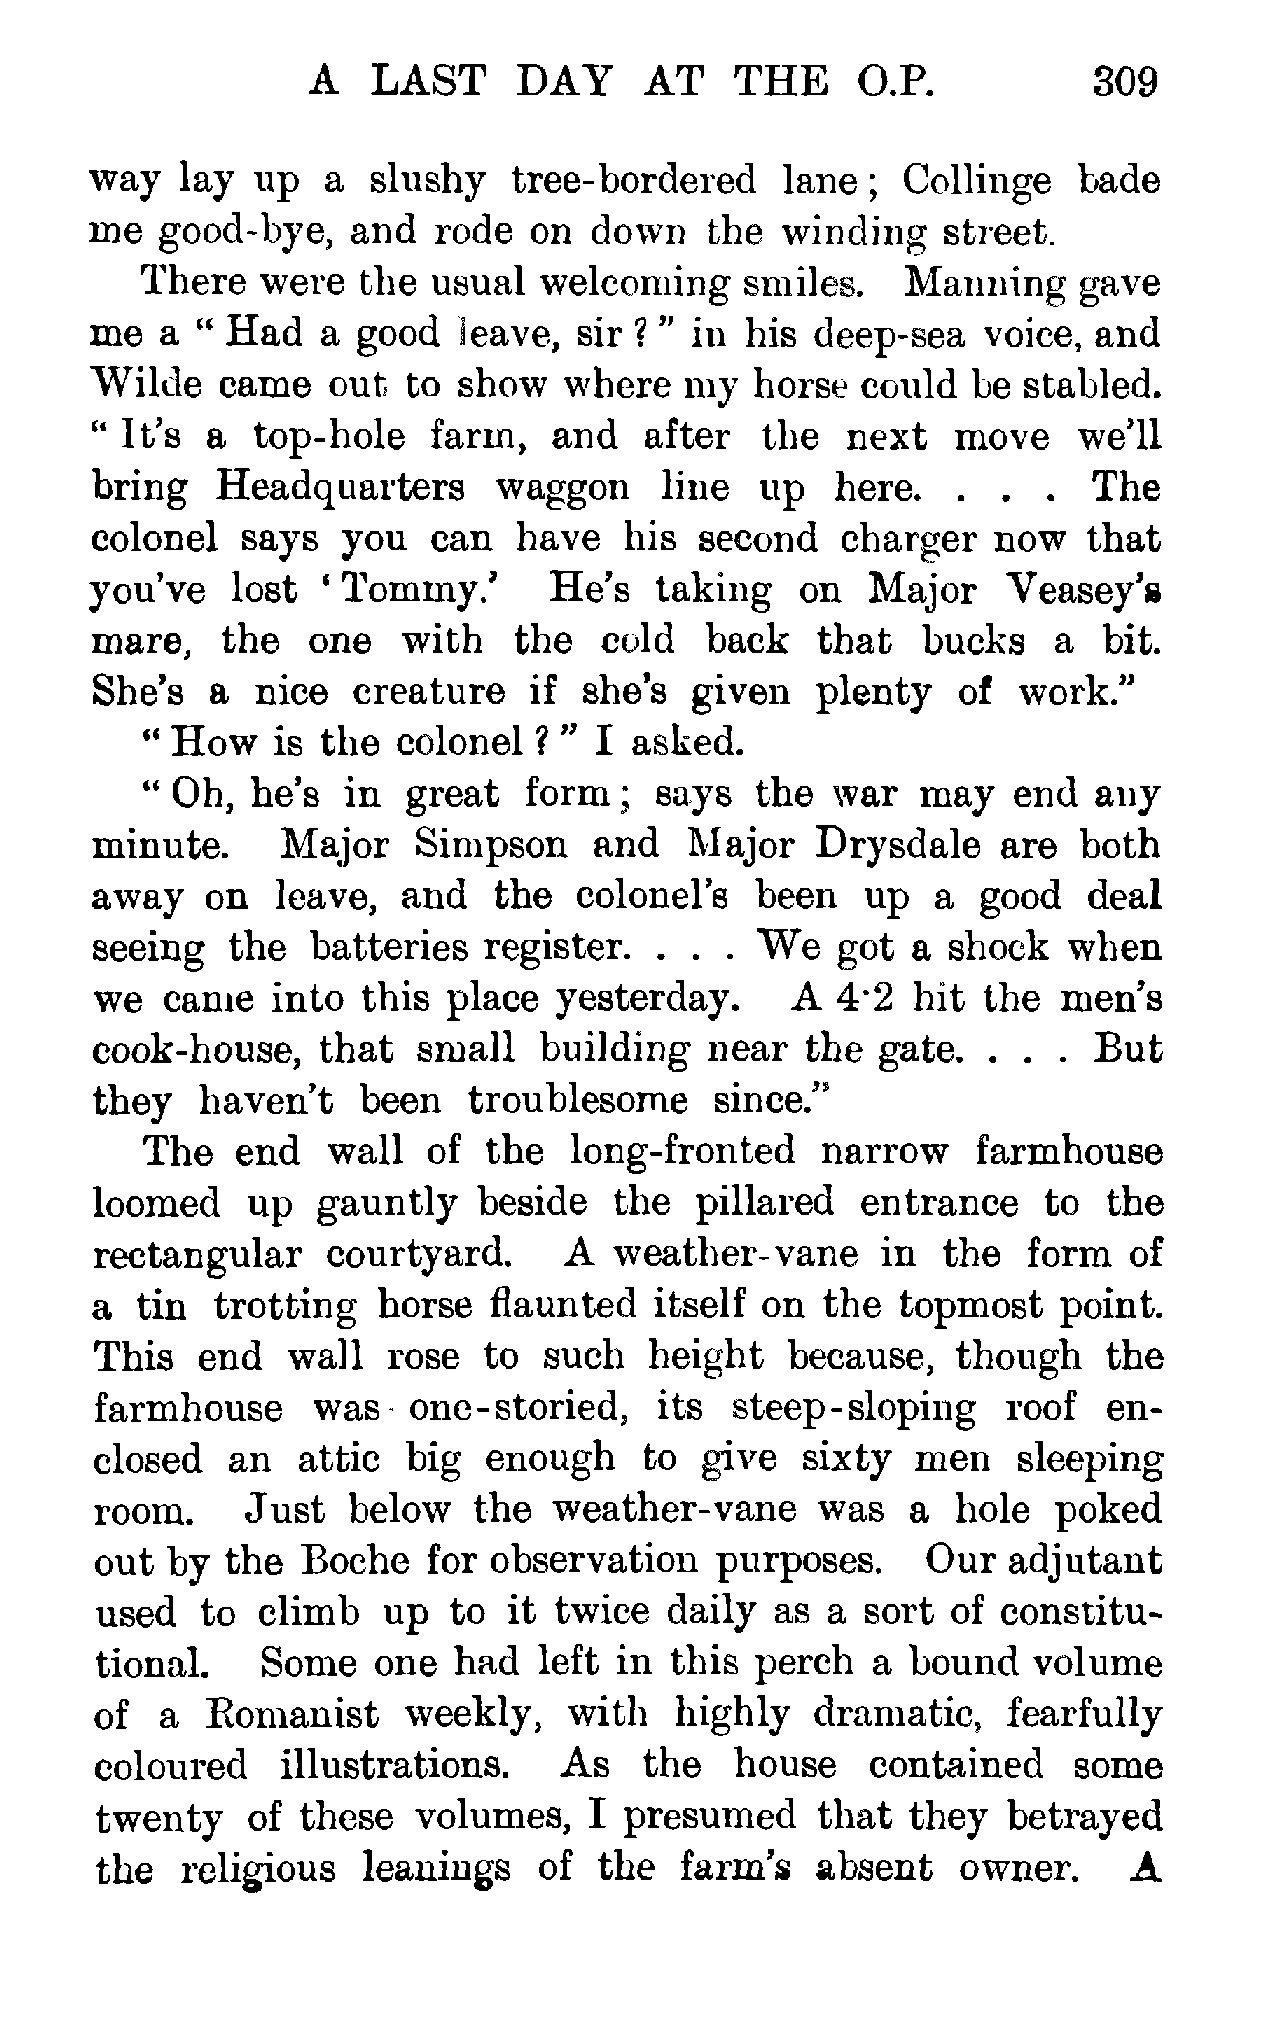 A LAST DAY AT THE O.P. 309
way lay up a slushy tree-bordered lane; Collinge bade
me good-bye, and rode on down the winding street.
There were the usual welcoming smiles. Manning gave
me a “Had a good leave, sir?” in his deep-sea voice, and
Wilde came out to show where my horse could be stabled.
“It’s a top-hole farm, and after the next move we’ll
bring Headquarters waggon line up here. . . . The
colonel says you can have his second charger now that
you’ve lost ‘Tommy.’ He’s taking on Major Veasey’s
mare, the one with the cold back that bucks a bit.
She’s a nice creature if she’s given plenty of work.”
“How is the colonel?” I asked.
“Oh, he’s in great form; says the war may end any
minute. Major Simpson and Major Drysdale are both
away on leave, and the colonel’s been up a good deal
seeing the batteries register. . . . We got a shock when
we came into this place yesterday. A 4·2 hit the men’s
cook-house, that small building near the gate. . . . But
they haven’t been troublesome since.”
The end wall of the long-fronted narrow farmhouse
loomed up gauntly beside the pillared entrance to the
rectangular courtyard. A weather-vane in the form of
a tin trotting horse flaunted itself on the topmost point.
This end wall rose to such height because, though the
farmhouse was one-storied, its steep-sloping roof en-
closed an attic big enough to give sixty men sleeping
room. Just below the weather-vane was a hole poked
out by the Boche for observation purposes. Our adjutant
used to climb up to it twice daily as a sort of constitu-
tional. Some one had left in this perch a bound volume
of a Romanist weekly, with highly dramatic, fearfully
coloured illustrations. As the house contained some
twenty of these volumes, I presumed that they betrayed
the religious leanings of the farm’s absent owner. A